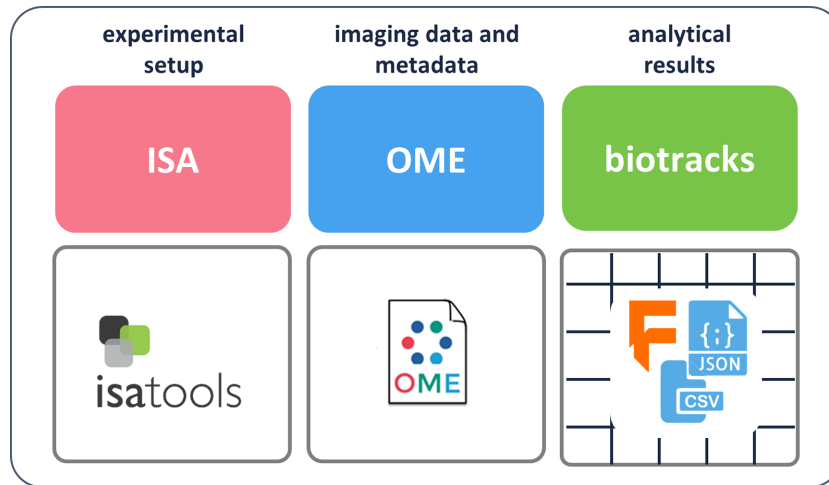 experimental
setup
imaging data and
metadata
analytical
results
ISA
OME
biotracks
isatools
OME
{;}
JSON
CSV